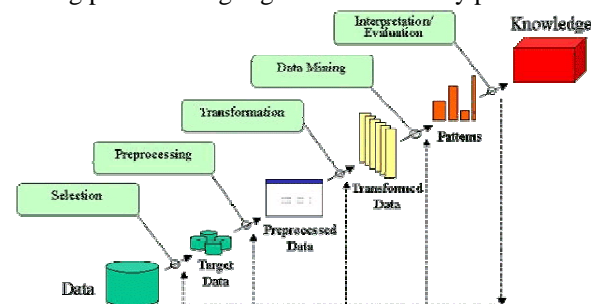 Interpretation/
Evaluation
Knowledge
Data Mining
Transformation
Patterns
Preprocessing
Transformed
Data
Selection
Preprocessed
Data
Target
Data
Data